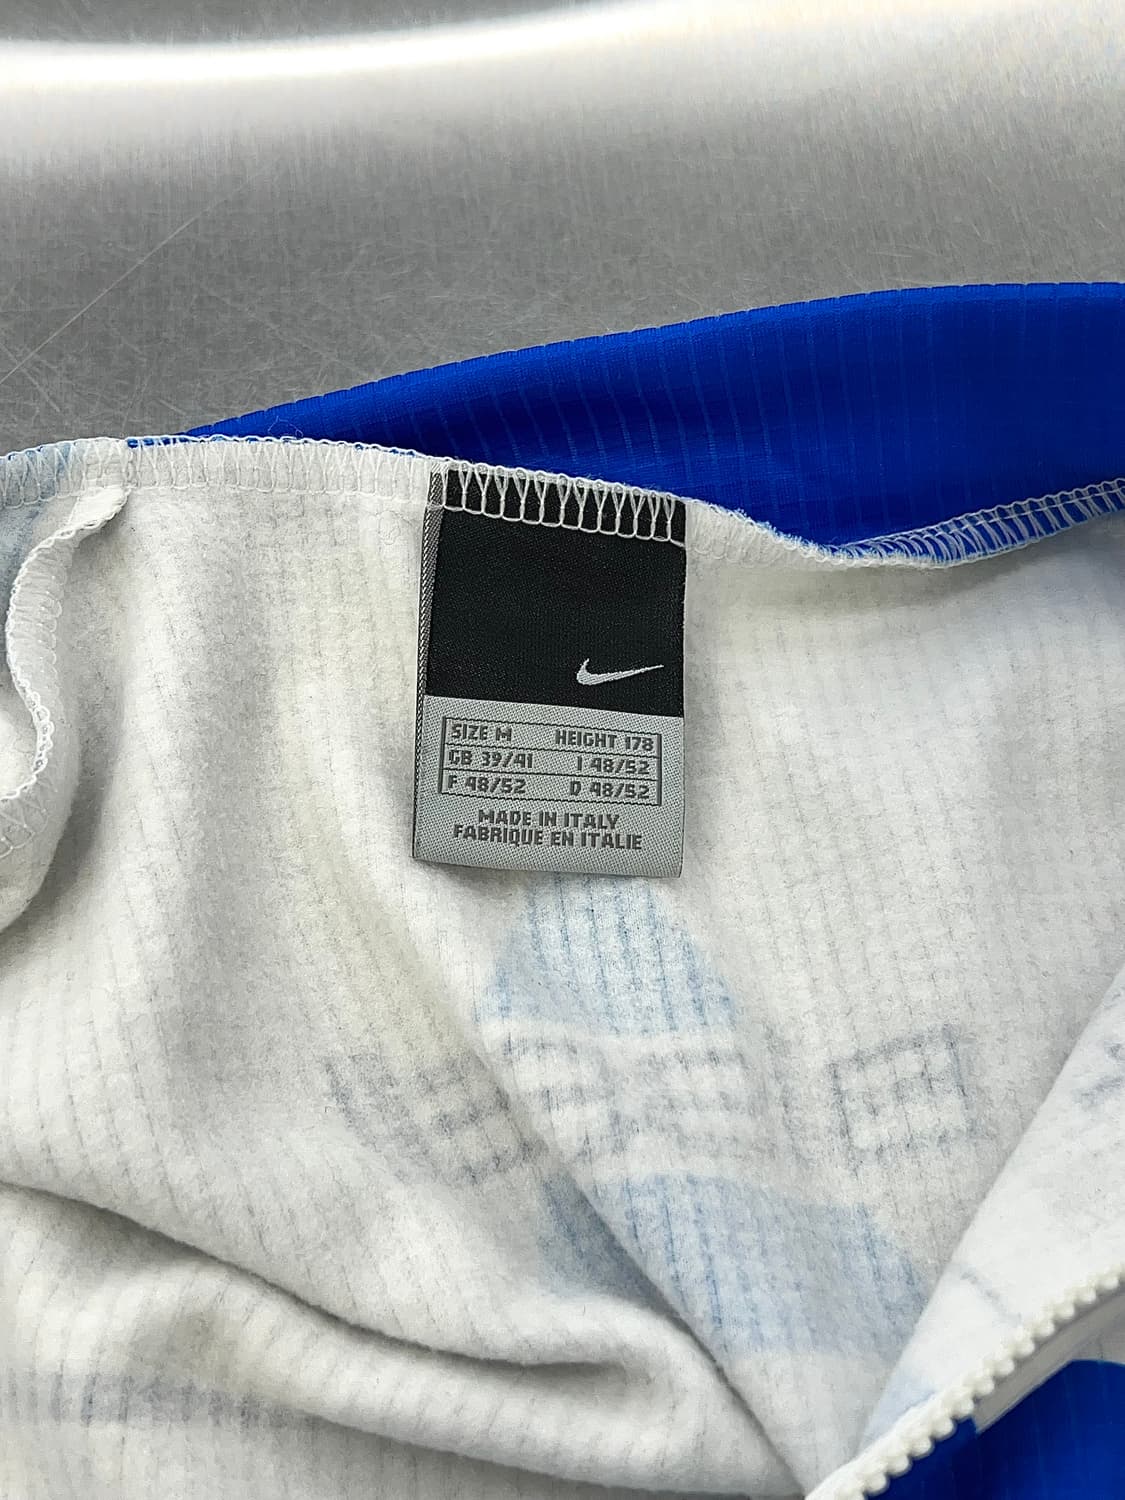 SIZE M HEIGHT 178
GB 39/41 I 48/52
F 48/52 D 48/52
MADE IN ITALY
FABRIQUE EN ITALIE